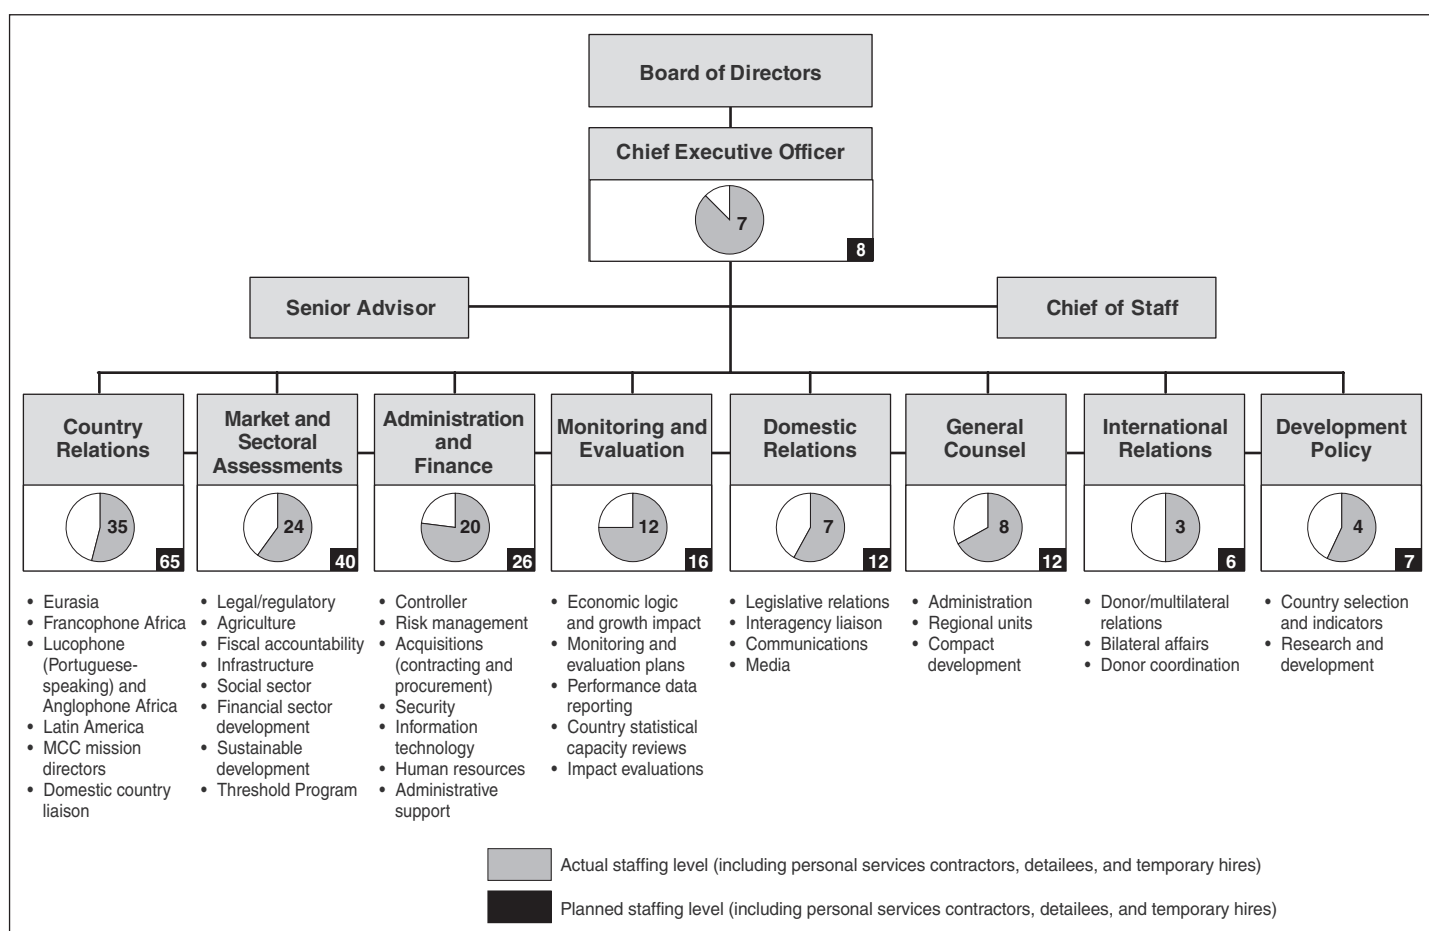 Board of Directors
Chief Executive Officer
7
8
Senior Advisor
Chief of Staff
Country
Relations
35
65
• Eurasia
• Francophone Africa
• Lucophone
(Portuguese-
speaking) and
Anglophone Africa
• Latin America
• MCC mission
directors
• Domestic country
liaison
Market and
Sectoral
Assessments
24
40
• Legal/regulatory
• Agriculture
• Fiscal accountability
• Infrastructure
• Social sector
• Financial sector
development
• Sustainable
development
• Threshold Program
Administration
and
Finance
20
26
• Controller
• Risk management
• Acquisitions
(contracting and
procurement)
• Security
• Information
technology
• Human resources
• Administrative
support
Monitoring and
Evaluation
12
16
• Economic logic
and growth impact
• Monitoring and
evaluation plans
• Performance data
reporting
• Country statistical
capacity reviews
• Impact evaluations
Domestic
Relations
7
12
• Legislative relations
• Interagency liaison
• Communications
• Media
General
Counsel
8
12
• Administration
• Regional units
• Compact
development
International
Relations
3
6
• Donor/multilateral
relations
• Bilateral affairs
• Donor coordination
Development
Policy
4
7
• Country selection
and indicators
• Research and
development
Actual staffing level (including personal services contractors, detailees, and temporary hires)
Planned staffing level (including personal services contractors, detailees, and temporary hires)